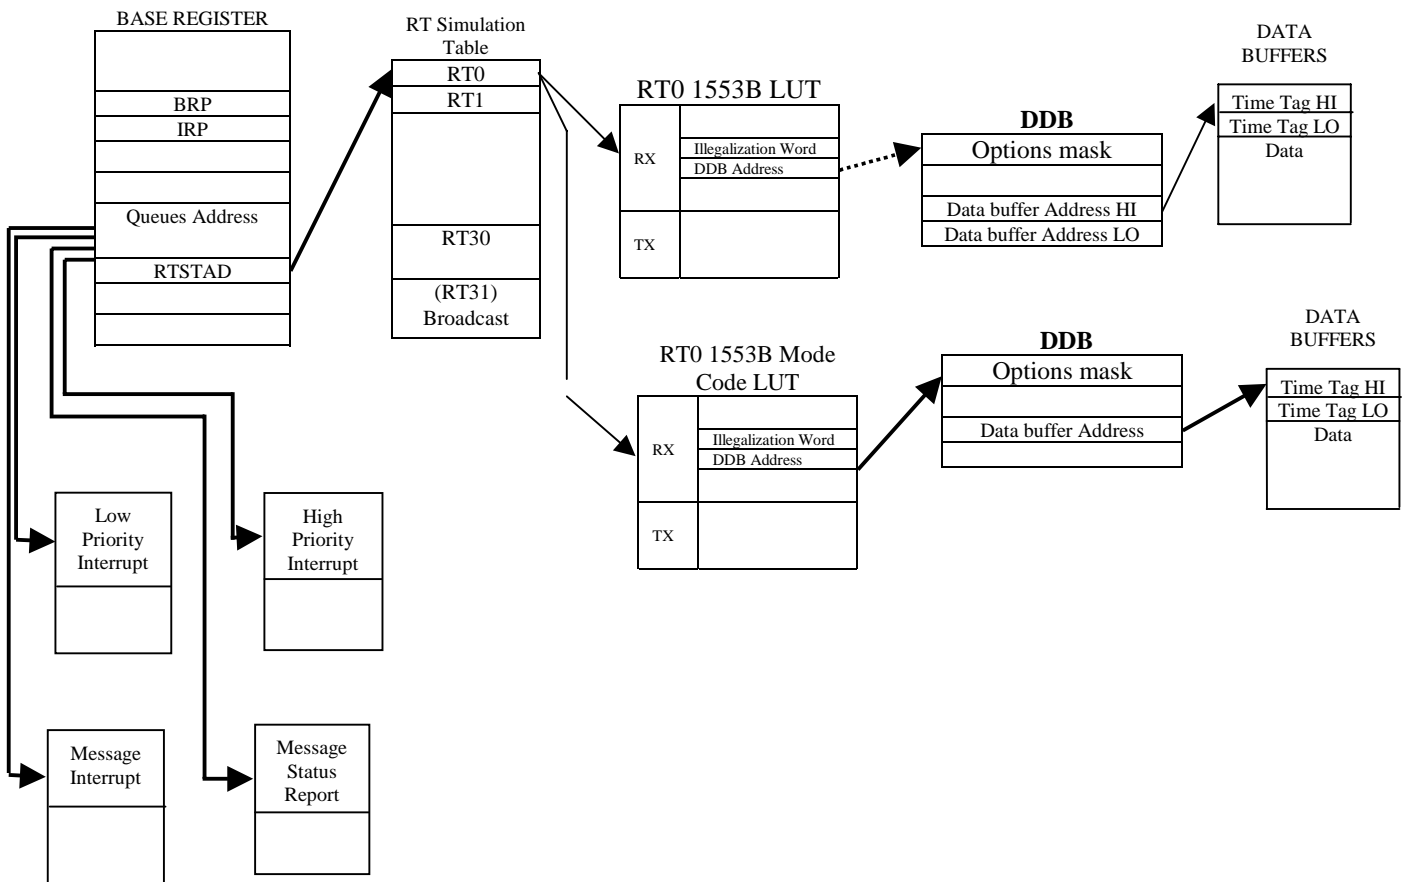 BASE REGISTER
BRP
IRP
Queues Address
RTSTAD
RT Simulation
Table
RT0
RT1
RT30
(RT31)
Broadcast
RT0 1553B LUT
RX
Illegalization Word
DDB Address
TX
DDB
Options mask
Data buffer Address HI
Data buffer Address LO
DATA
BUFFERS
Time Tag HI
Time Tag LO
Data
RT0 1553B Mode
Code LUT
RX
Illegalization Word
DDB Address
TX
DDB
Options mask
Data buffer Address
DATA
BUFFERS
Time Tag HI
Time Tag LO
Data
Low
Priority
Interrupt
High
Priority
Interrupt
Message
Interrupt
Message
Status
Report